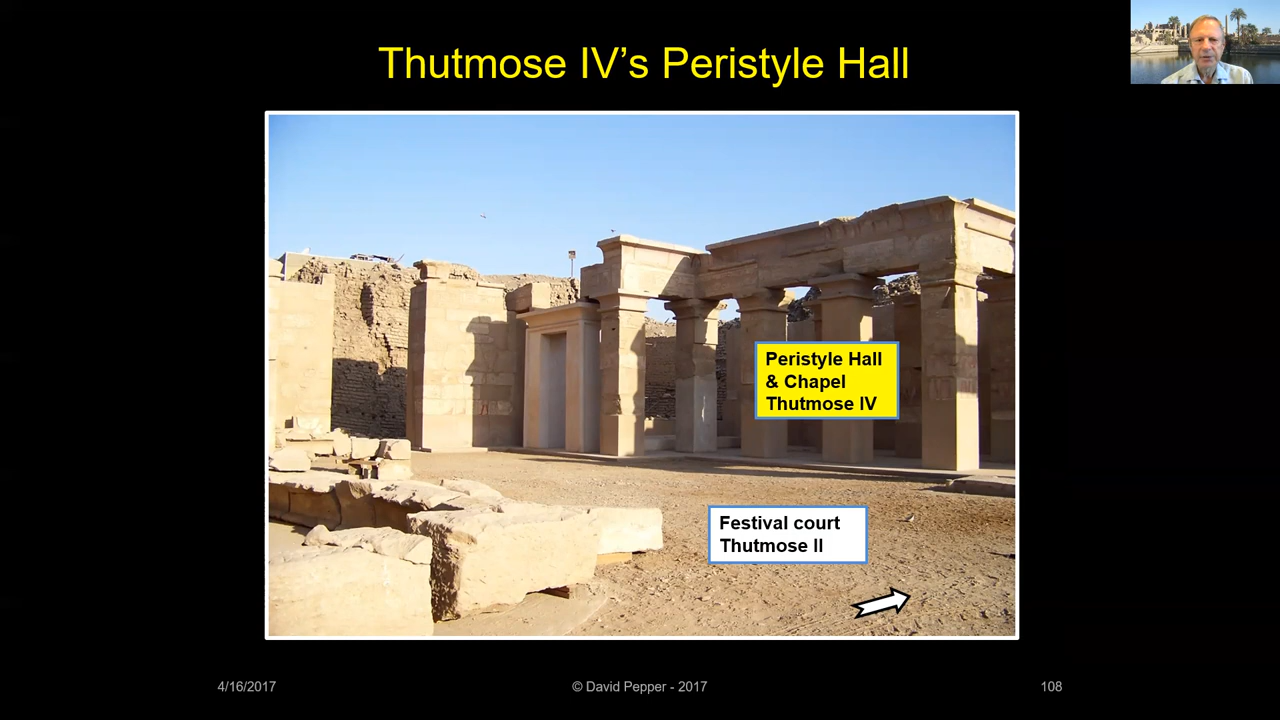 Thutmose IV’s Peristyle Hall
Peristyle Hall
& Chapel
Thutmose IV
Festival court
Thutmose II
4/16/2017
© David Pepper - 2017
108